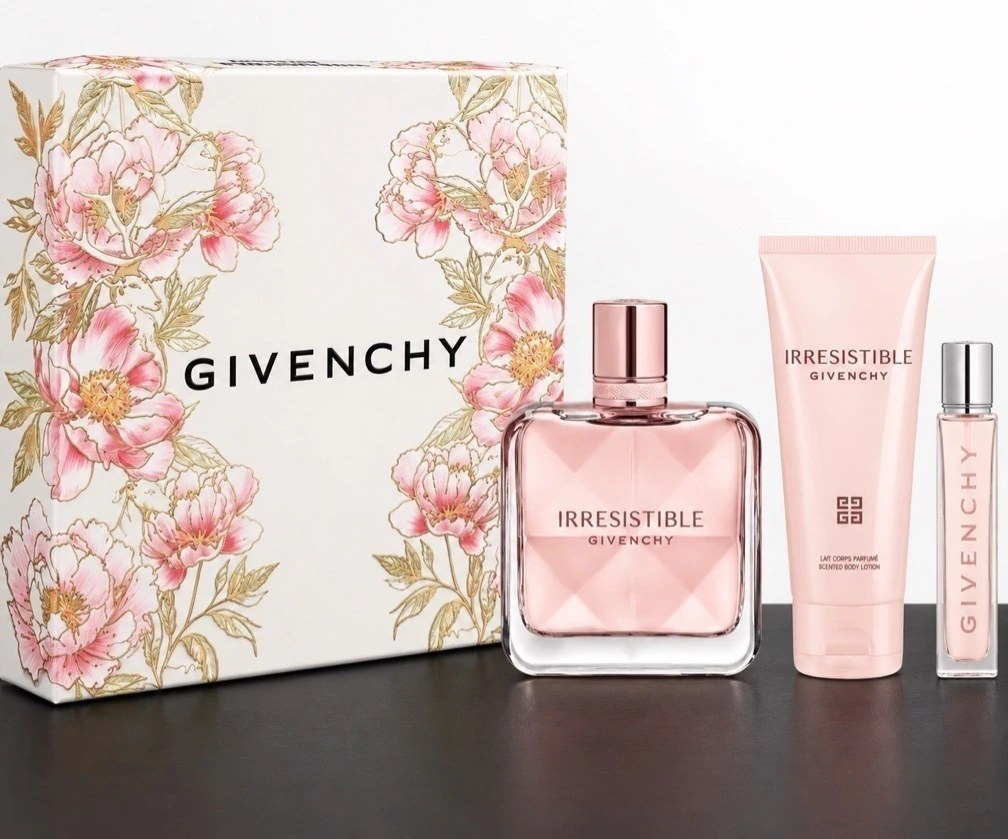 GIVENCHY
IRRESISTIBLE
GIVENCHY
IRRESISTIBLE
GIVENCHY
LAIT CORPS PARFUMÉ
SCENTED BODY LOTION
GIVENCHY